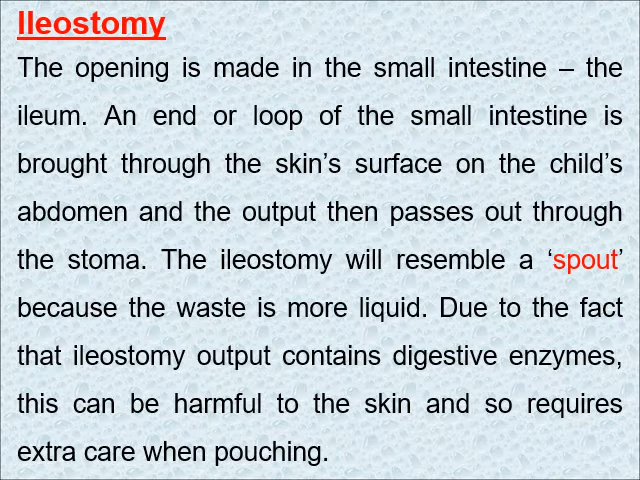 Ileostomy
The opening is made in the small intestine – the
ileum. An end or loop of the small intestine is
brought through the skin’s surface on the child’s
abdomen and the output then passes out through
the stoma. The ileostomy will resemble a ‘spout’
because the waste is more liquid. Due to the fact
that ileostomy output contains digestive enzymes,
this can be harmful to the skin and so requires
extra care when pouching.